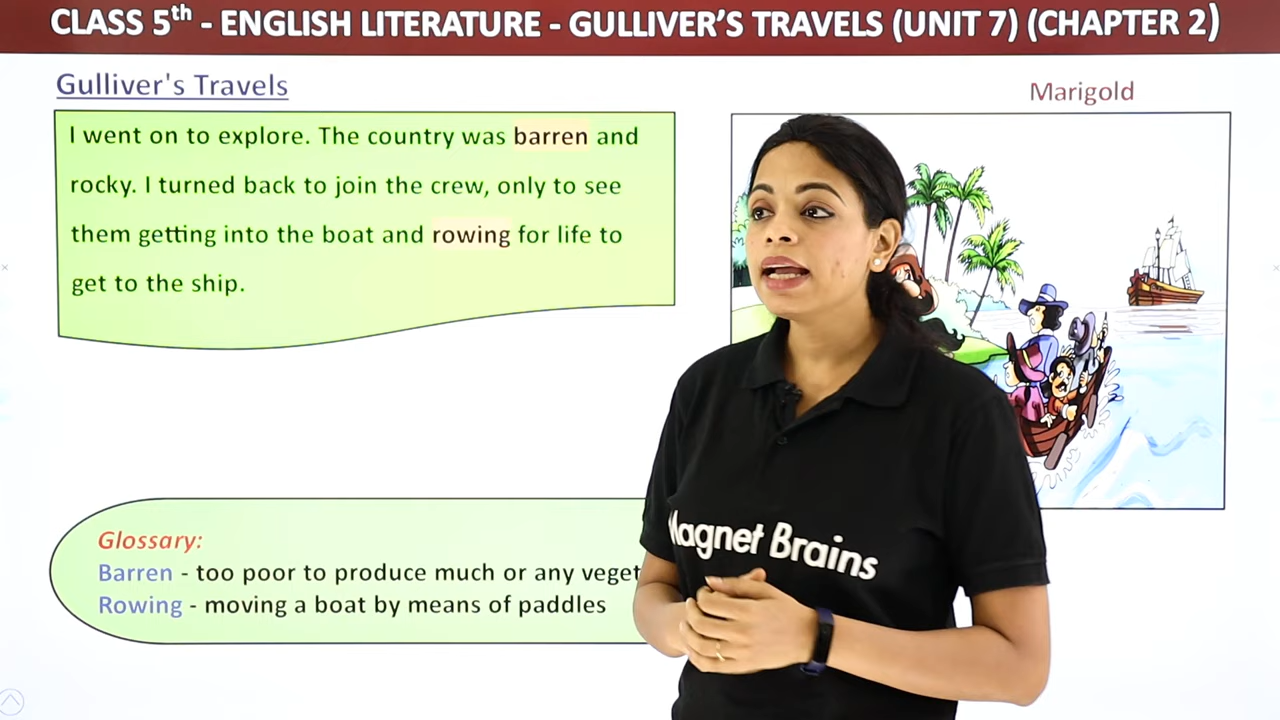 CLASS 5th - ENGLISH LITERATURE - GULLIVER'S TRAVELS (UNIT 7) (CHAPTER 2)
Gulliver's Travels
Marigold
I went on to explore. The country was barren and
rocky. I turned back to join the crew, only to see
them getting into the boat and rowing for life to
get to the ship.
Glossary:
Barren - too poor to produce much or any
Rowing - moving a boat by means of paddles
Magnet Brains